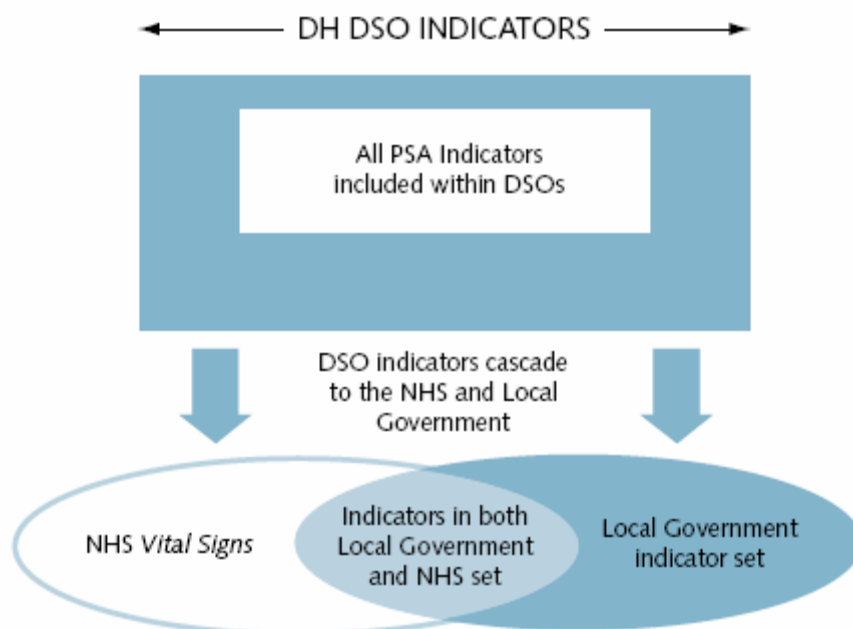 DH DSO INDICATORS
All PSA Indicators
included within DSOs
DSO indicators cascade
to the NHS and Local
Government
NHS Vital Signs
Indicators in both
Local Government
and NHS set
Local Government
indicator set